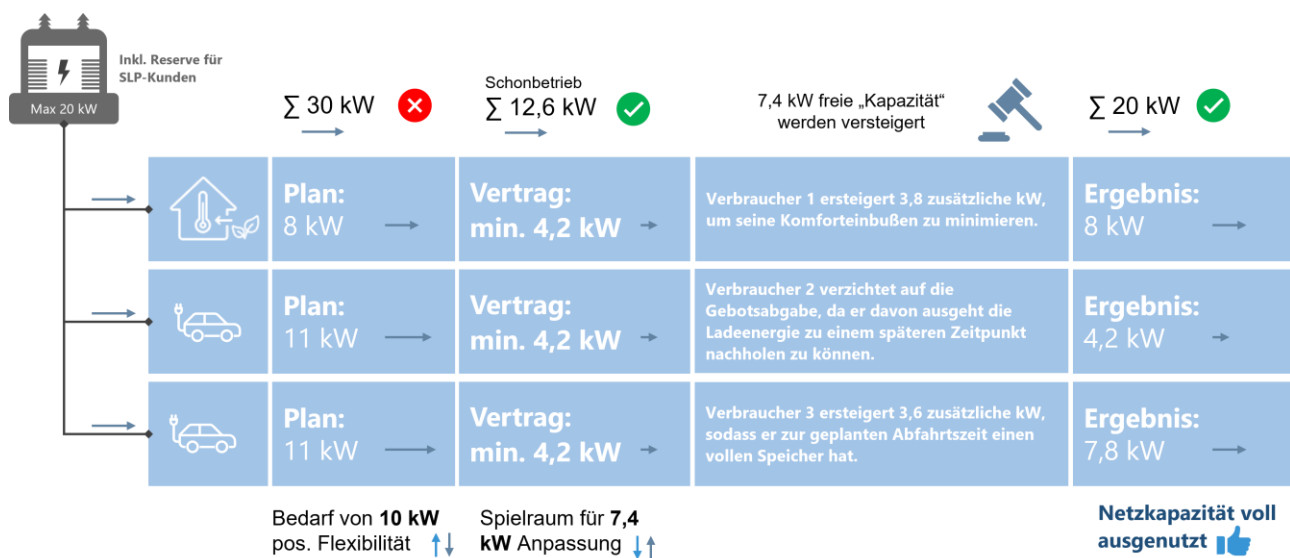 Inkl. Reserve für
SLP-Kunden
Max 20 kW
∑ 30 kW
Schonbetrieb
∑ 12,6 kW
7,4 kW freie „Kapazität“
werden versteigert
∑ 20 kW
Plan:
8 kW
Vertrag:
min. 4,2 kW
Verbraucher 1 ersteigert 3,8 zusätzliche kW,
um seine Komforteinbußen zu minimieren.
Ergebnis:
8 kW
Plan:
11 kW
Vertrag:
min. 4,2 kW
Verbraucher 2 verzichtet auf die
Gebotsabgabe, da er davon ausgeht die
Ladeenergie zu einem späteren Zeitpunkt
nachholen zu können.
Ergebnis:
4,2 kW
Plan:
11 kW
Vertrag:
min. 4,2 kW
Verbraucher 3 ersteigert 3,6 zusätzliche kW,
sodass er zur geplanten Abfahrtszeit einen
vollen Speicher hat.
Ergebnis:
7,8 kW
Bedarf von 10 kW
pos. Flexibilität
Spielraum für 7,4
kW Anpassung
Netzkapazität voll
ausgenutzt